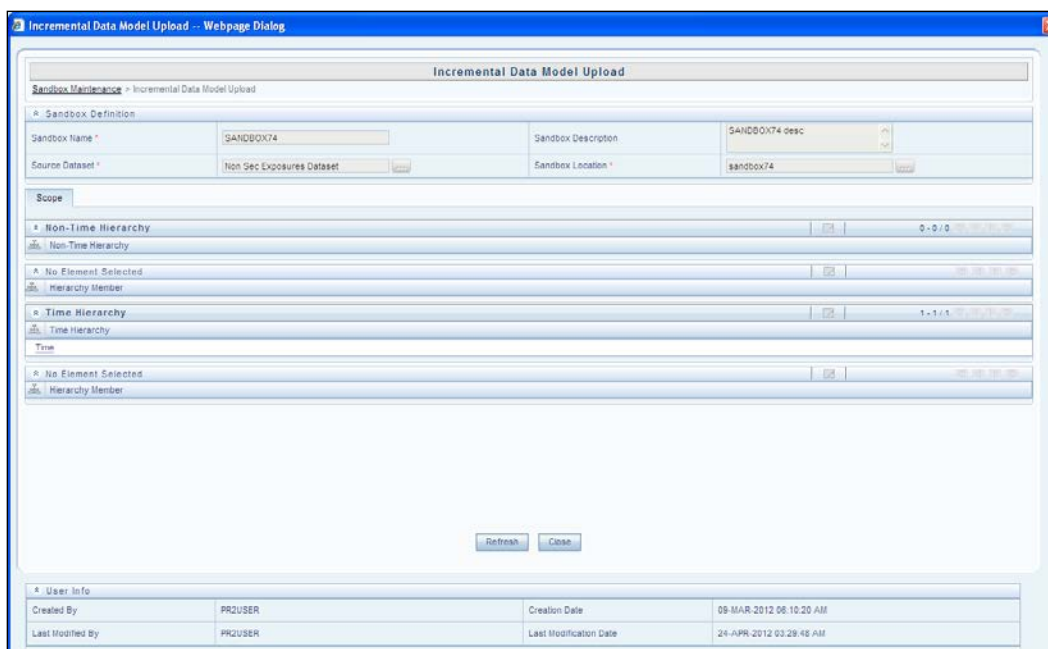 Incremental Data Model Upload -- Webpage Dialog
Incremental Data Model Upload
Sandbox Maintenance > Incremental Data Model Upload
Sandbox Definition
Sandbox Name * SANDBOX74 Sandbox Description SANDBOX74 desc
Source Dataset * Non Sec Exposures Dataset Sandbox Location * sandbox74
Scope
Non-Time Hierarchy 0 - 0 / 0
Non-Time Hierarchy
No Element Selected
Hierarchy Member
Time Hierarchy 1 - 1 / 1
Time Hierarchy
Time
No Element Selected
Hierarchy Member
Refresh Close
User Info
Created By PR2USER Creation Date 09-MAR-2012 06:10:20 AM
Last Modified By PR2USER Last Modification Date 24-APR-2012 03:29:48 AM